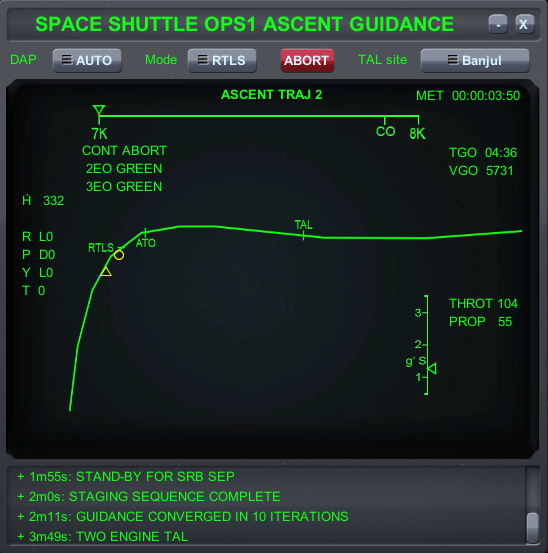 SPACE SHUTTLE OPS1 ASCENT GUIDANCE - X
DAP AUTO Mode RTLS ABORT TAL site Banjul
ASCENT TRAJ 2 MET 00:00:03:50
7K CO 8K
CONT ABORT
2EO GREEN
3EO GREEN
TGO 04:36
VGO 5731
Ḣ 332
TAL
R L0
RTLS ATO
P D0
Y L0
T 0
THROT 104
PROP 55
3
2
g'S
1
+ 1m55s: STAND-BY FOR SRB SEP
+ 2m0s: STAGING SEQUENCE COMPLETE
+ 2m11s: GUIDANCE CONVERGED IN 10 ITERATIONS
+ 3m49s: TWO ENGINE TAL